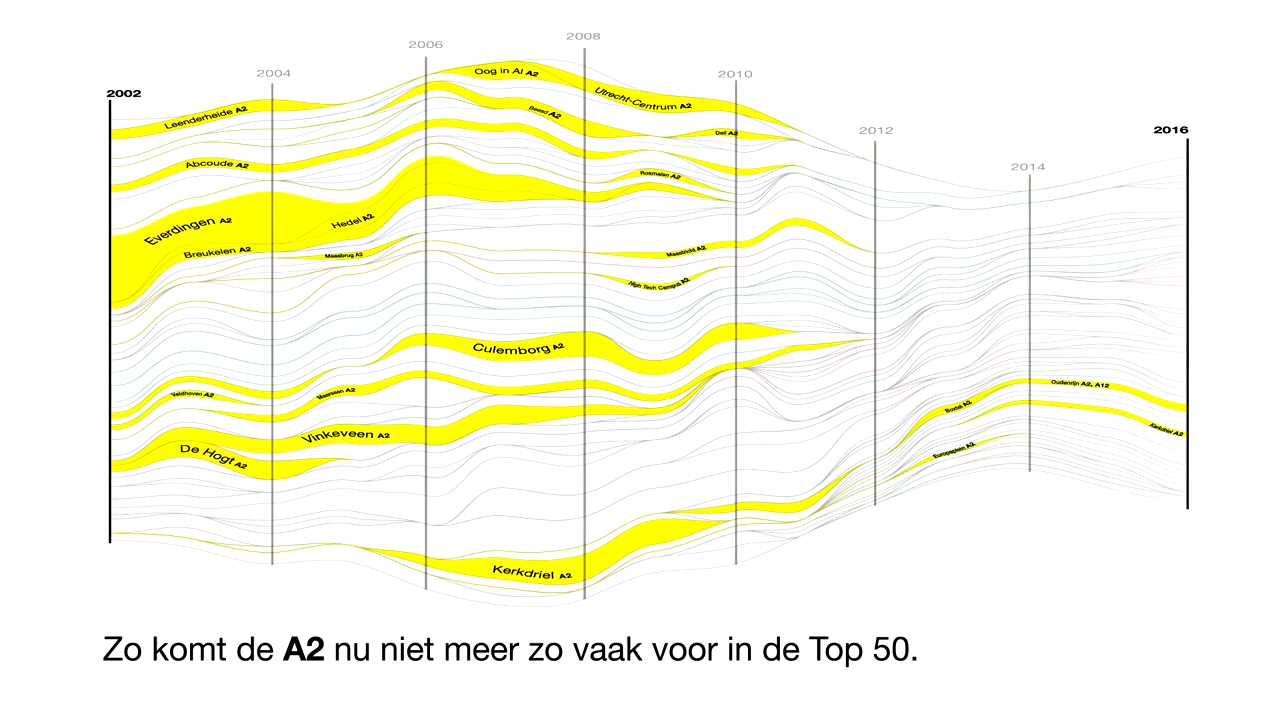 2008
2006
2004
2010
2002
2012
2016
2014
Oog in Al A2
Utrecht-Centrum A2
Leenderheide A2
Beesd A2
Deil A2
Abcoude A2
Rosmalen A2
Everdingen A2
Hedel A2
Breukelen A2
Maasbrug A2
Maastricht A2
High Tech Campus A2
Culemborg A2
Veldhoven A2
Maarssen A2
Oudenrijn A2, A12
Boxtel A2
Vinkeveen A2
Kerkdriel A2
De Hogt A2
Europaplein A2
Kerkdriel A2
Zo komt de A2 nu niet meer zo vaak voor in de Top 50.